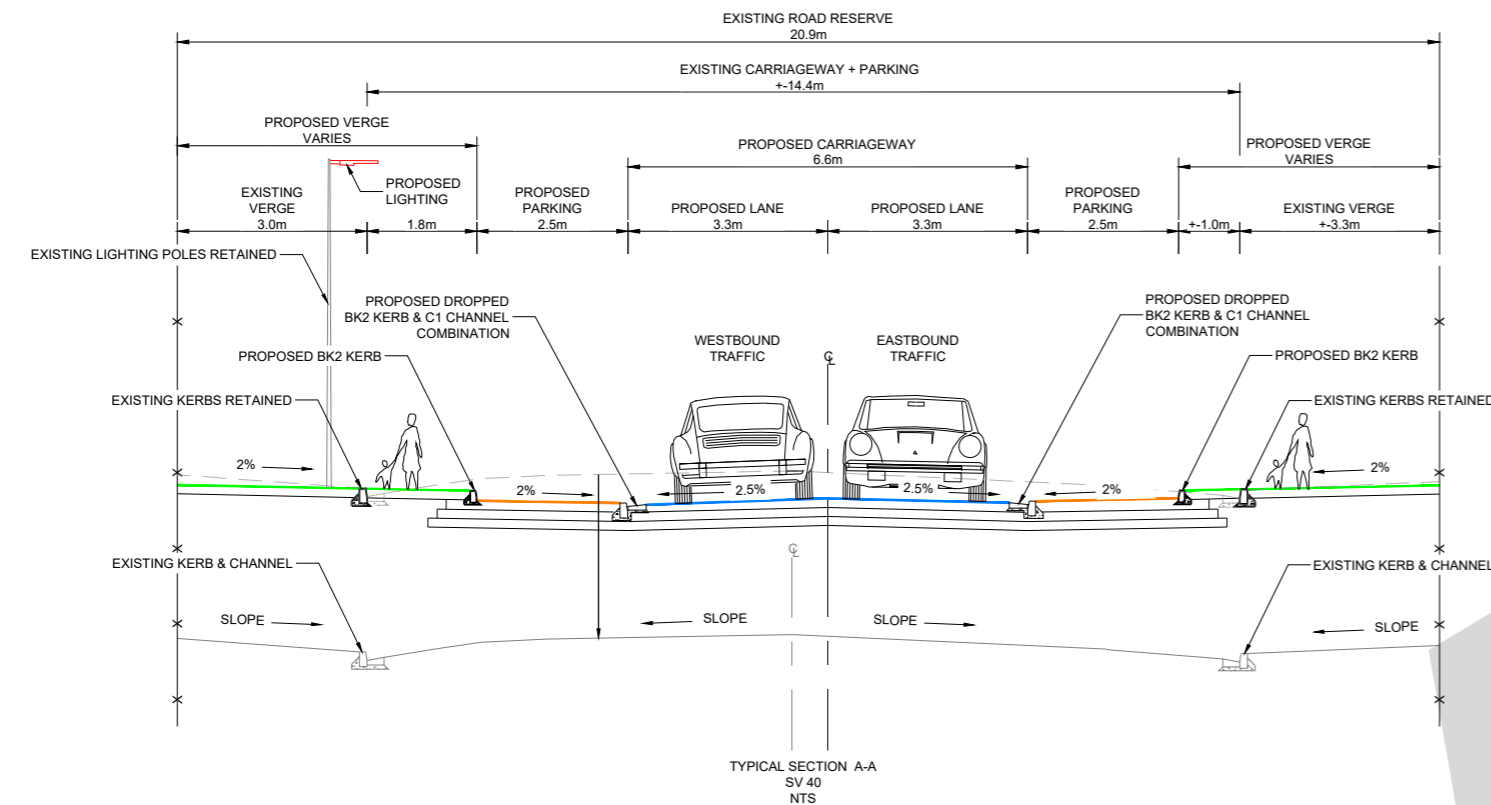 EXISTING ROAD RESERVE
20.9m
EXISTING CARRIAGEWAY + PARKING
+-14.4m
PROPOSED VERGE
VARIES
PROPOSED CARRIAGEWAY
6.6m
PROPOSED VERGE
VARIES
PROPOSED
LIGHTING
EXISTING
VERGE
3.0m
1.8m
PROPOSED
PARKING
2.5m
PROPOSED LANE
3.3m
PROPOSED LANE
3.3m
PROPOSED
PARKING
2.5m
+-1.0m
EXISTING VERGE
+-3.3m
EXISTING LIGHTING POLES RETAINED
PROPOSED DROPPED
BK2 KERB & C1 CHANNEL
COMBINATION
PROPOSED DROPPED
BK2 KERB & C1 CHANNEL
COMBINATION
WESTBOUND
TRAFFIC
EASTBOUND
TRAFFIC
℄
PROPOSED BK2 KERB
PROPOSED BK2 KERB
EXISTING KERBS RETAINED
EXISTING KERBS RETAINED
2%
2%
2.5%
2.5%
2%
2%
℄
EXISTING KERB & CHANNEL
EXISTING KERB & CHANNEL
SLOPE
SLOPE
SLOPE
SLOPE
TYPICAL SECTION A-A
SV 40
NTS